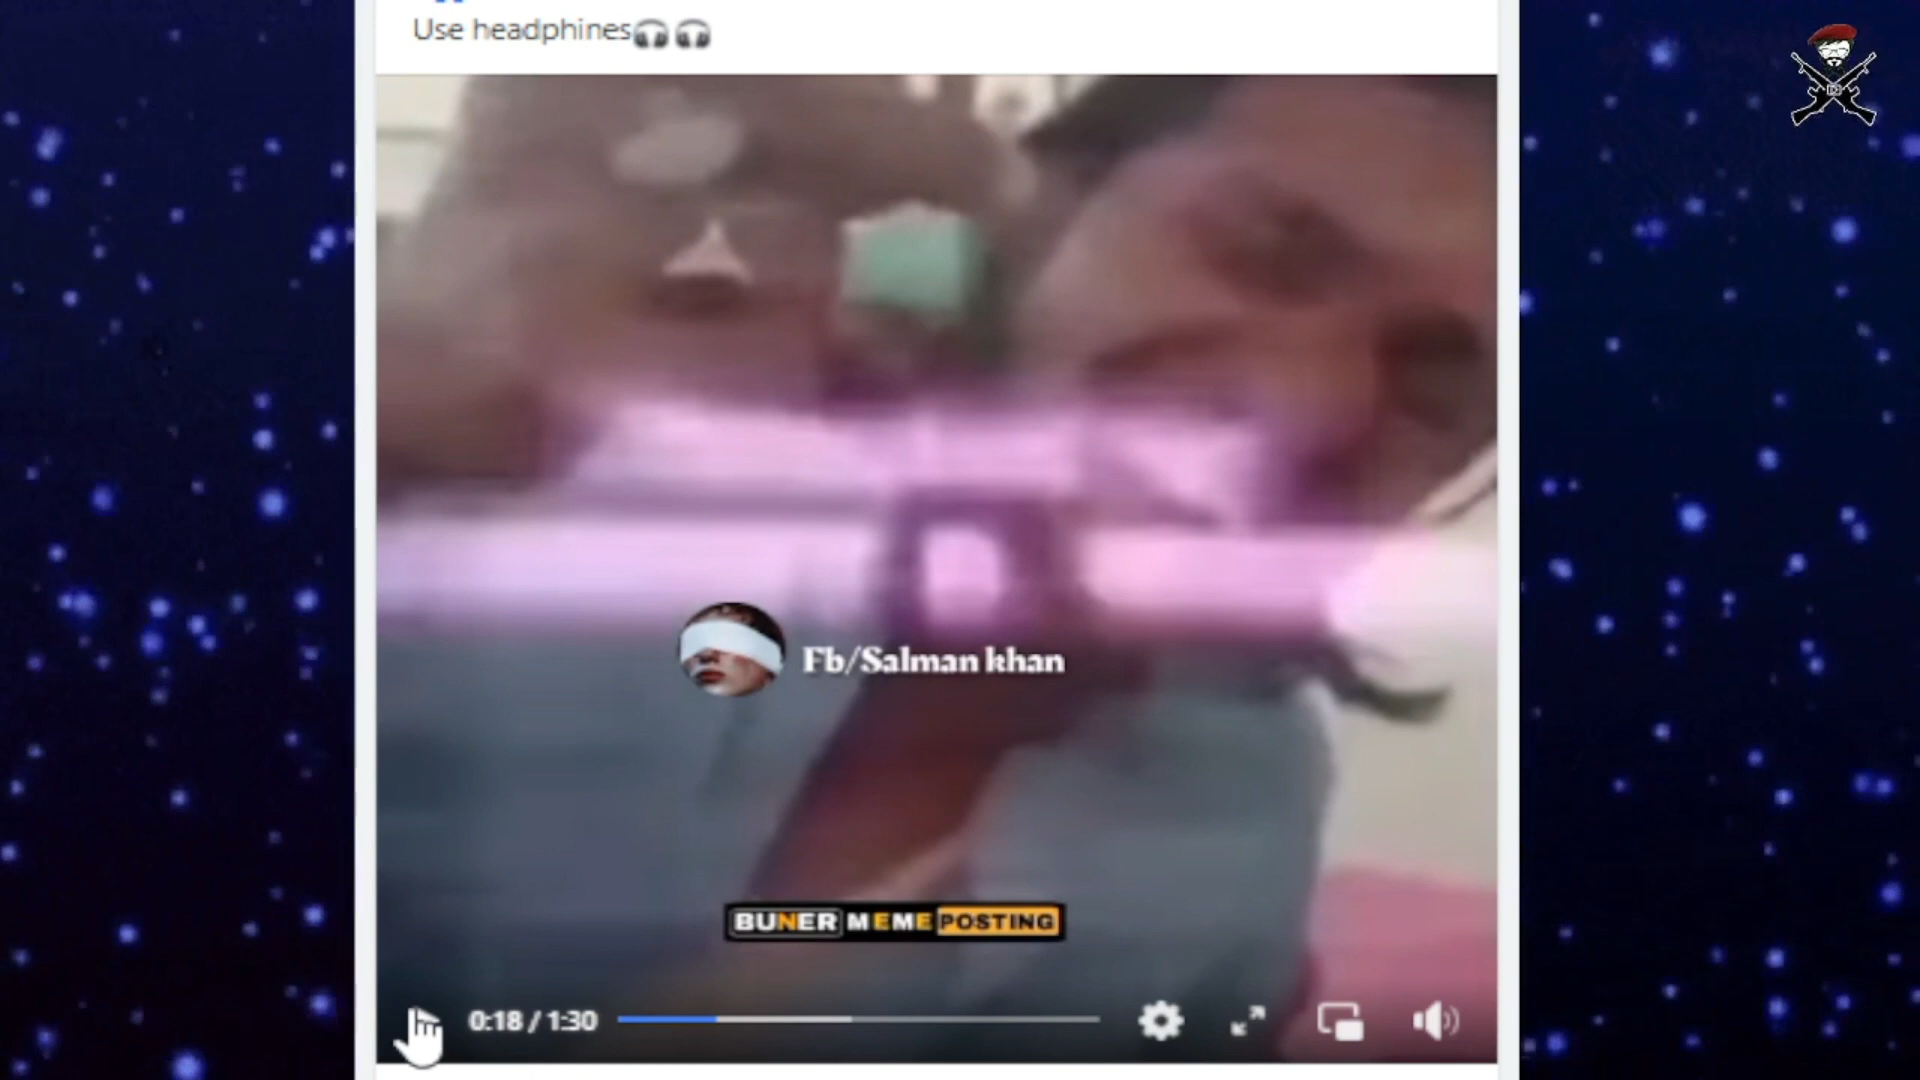 Use headphines🎧🎧
Fb/Salman khan
BUNER MEME POSTING
0:18 / 1:30